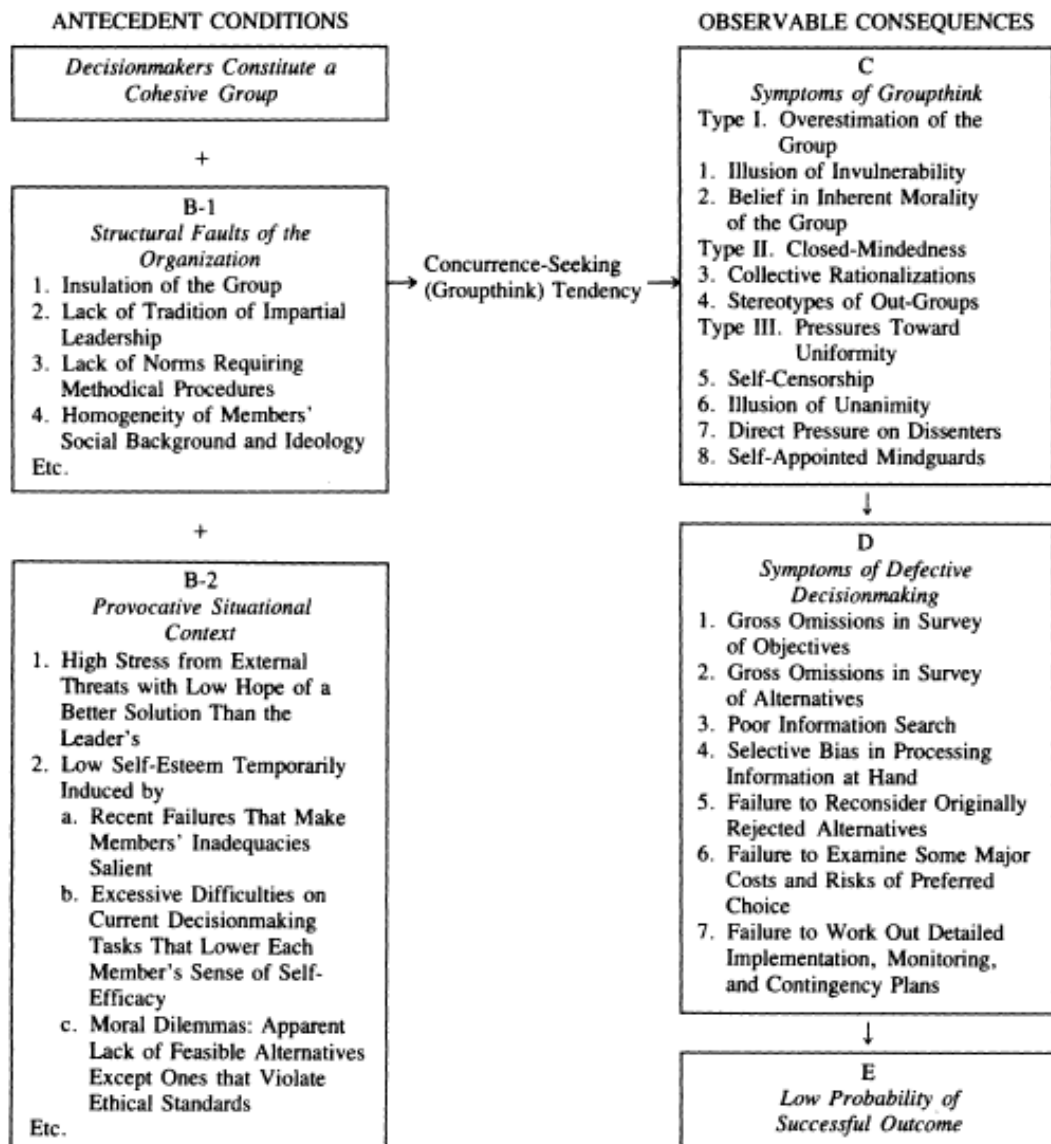 ANTECEDENT CONDITIONS
Decisionmakers Constitute a
Cohesive Group
+
B-1
Structural Faults of the
Organization
1. Insulation of the Group
2. Lack of Tradition of Impartial
Leadership
3. Lack of Norms Requiring
Methodical Procedures
4. Homogeneity of Members'
Social Background and Ideology
Etc.
+
B-2
Provocative Situational
Context
1. High Stress from External
Threats with Low Hope of a
Better Solution Than the
Leader's
2. Low Self-Esteem Temporarily
Induced by
a. Recent Failures That Make
Members' Inadequacies
Salient
b. Excessive Difficulties on
Current Decisionmaking
Tasks That Lower Each
Member's Sense of Self-
Efficacy
c. Moral Dilemmas: Apparent
Lack of Feasible Alternatives
Except Ones that Violate
Ethical Standards
Etc.
Concurrence-Seeking
(Groupthink) Tendency
OBSERVABLE CONSEQUENCES
C
Symptoms of Groupthink
Type I. Overestimation of the
Group
1. Illusion of Invulnerability
2. Belief in Inherent Morality
of the Group
Type II. Closed-Mindedness
3. Collective Rationalizations
4. Stereotypes of Out-Groups
Type III. Pressures Toward
Uniformity
5. Self-Censorship
6. Illusion of Unanimity
7. Direct Pressure on Dissenters
8. Self-Appointed Mindguards
D
Symptoms of Defective
Decisionmaking
1. Gross Omissions in Survey
of Objectives
2. Gross Omissions in Survey
of Alternatives
3. Poor Information Search
4. Selective Bias in Processing
Information at Hand
5. Failure to Reconsider Originally
Rejected Alternatives
6. Failure to Examine Some Major
Costs and Risks of Preferred
Choice
7. Failure to Work Out Detailed
Implementation, Monitoring,
and Contingency Plans
E
Low Probability of
Successful Outcome